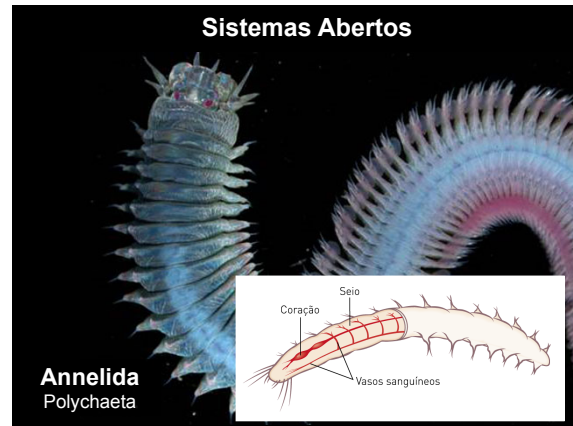 Sistemas Abertos
Seio
Coração
Vasos sanguíneos
Annelida
Polychaeta